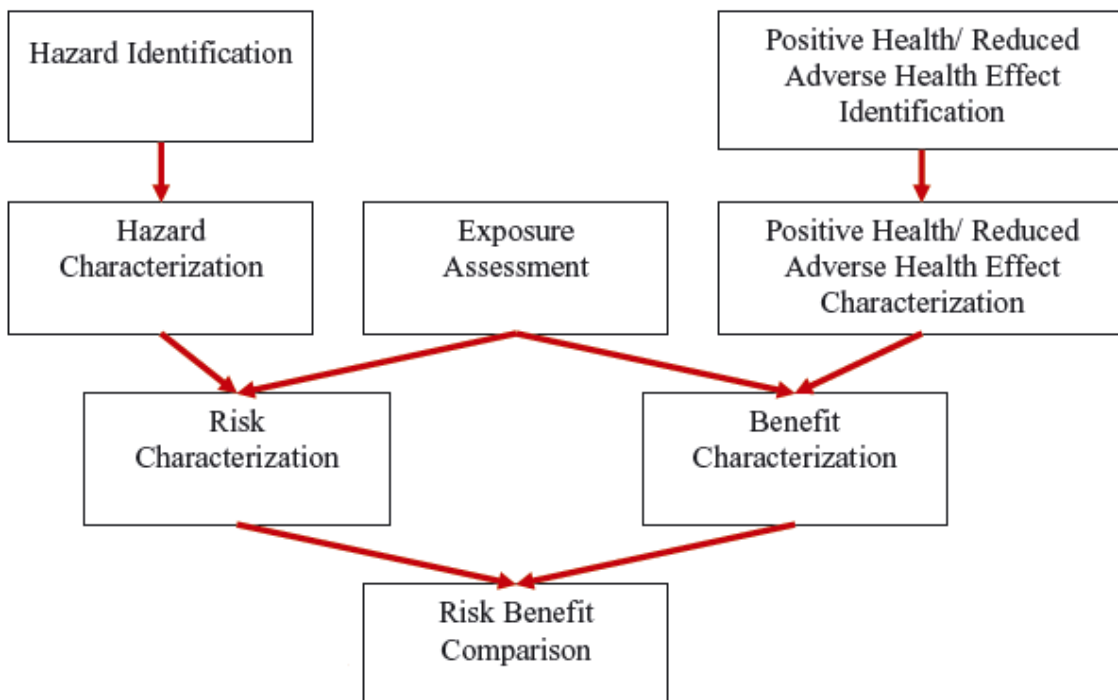 Hazard Identification
Positive Health/ Reduced
Adverse Health Effect
Identification
Hazard
Characterization
Exposure
Assessment
Positive Health/ Reduced
Adverse Health Effect
Characterization
Risk
Characterization
Benefit
Characterization
Risk Benefit
Comparison